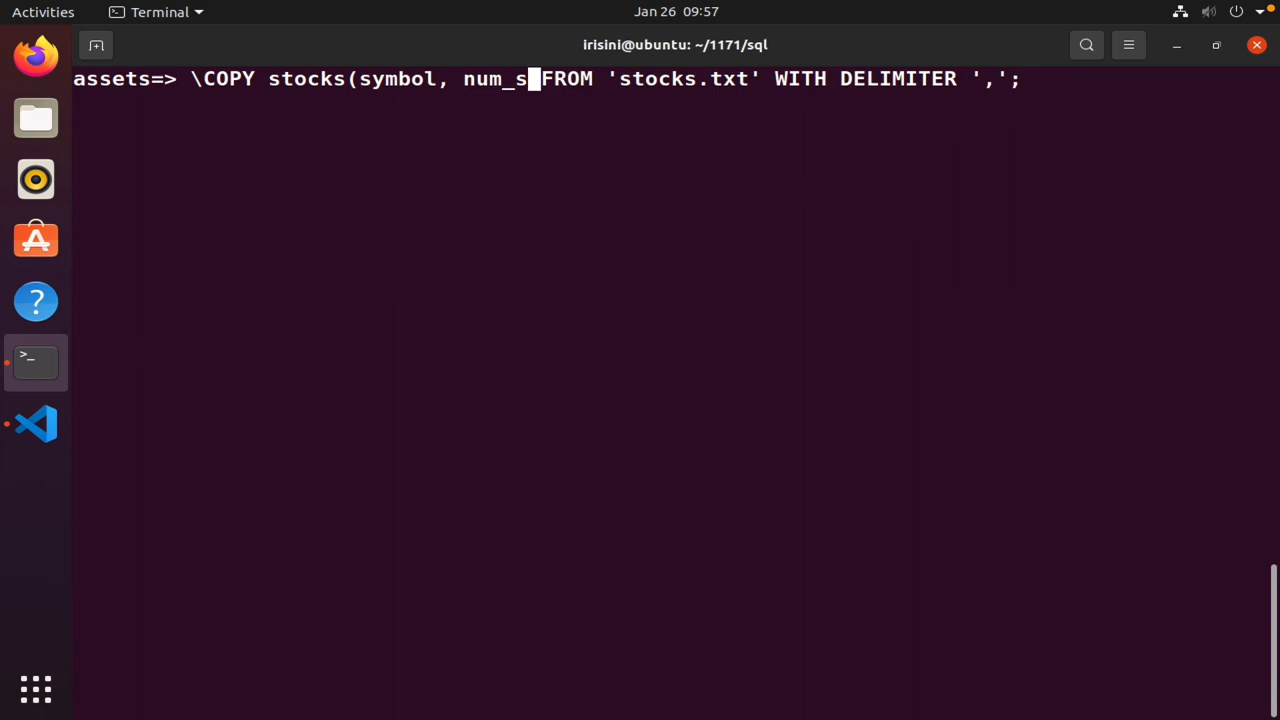 Activities Terminal Jan 26 09:57
irisini@ubuntu: ~/1171/sql
assets=> \COPY stocks(symbol, num_s FROM 'stocks.txt' WITH DELIMITER ',';
>_
?